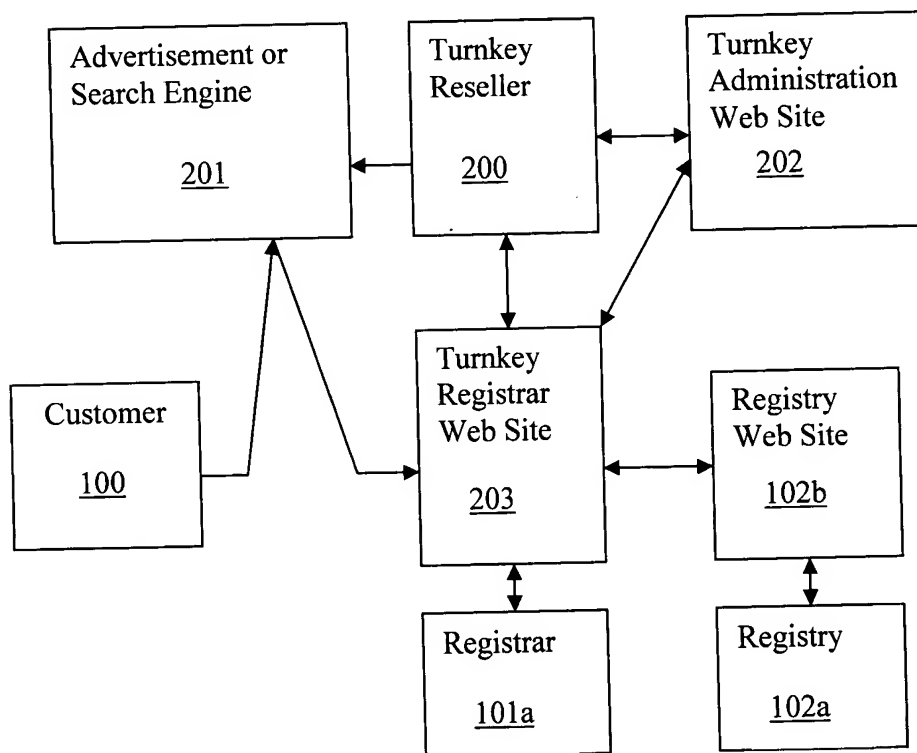 Advertisement or
Search Engine
201
Turnkey
Reseller
200
Turnkey
Administration
Web Site
202
Customer
100
Turnkey
Registrar
Web Site
203
Registry
Web Site
102b
Registrar
101a
Registry
102a